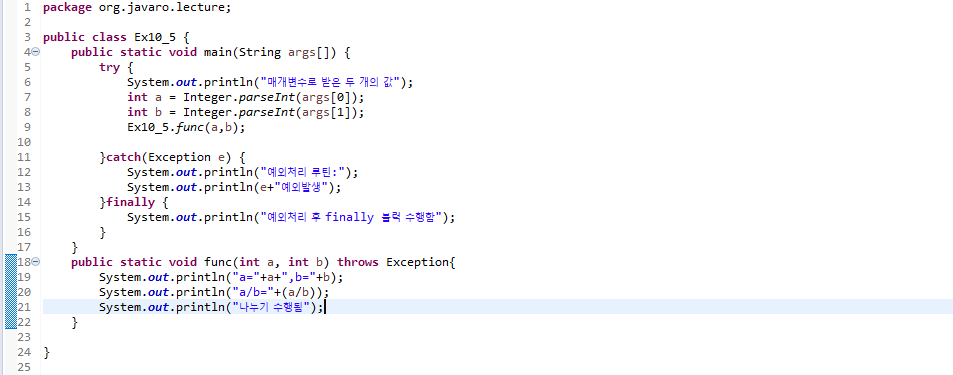 1 package org.javaro.lecture;
2
3 public class Ex10_5 {
4 public static void main(String args[]) {
5 try {
6 System.out.println("매개변수로 받은 두 개의 값");
7 int a = Integer.parseInt(args[0]);
8 int b = Integer.parseInt(args[1]);
9 Ex10_5.func(a,b);
10
11 }catch(Exception e) {
12 System.out.println("예외처리 루틴:");
13 System.out.println(e+"예외발생");
14 }finally {
15 System.out.println("예외처리 후 finally 블럭 수행함");
16 }
17 }
18 public static void func(int a, int b) throws Exception{
19 System.out.println("a="+a+",b="+b);
20 System.out.println("a/b="+(a/b));
21 System.out.println("나누기 수행됨");
22 }
23
24 }
25